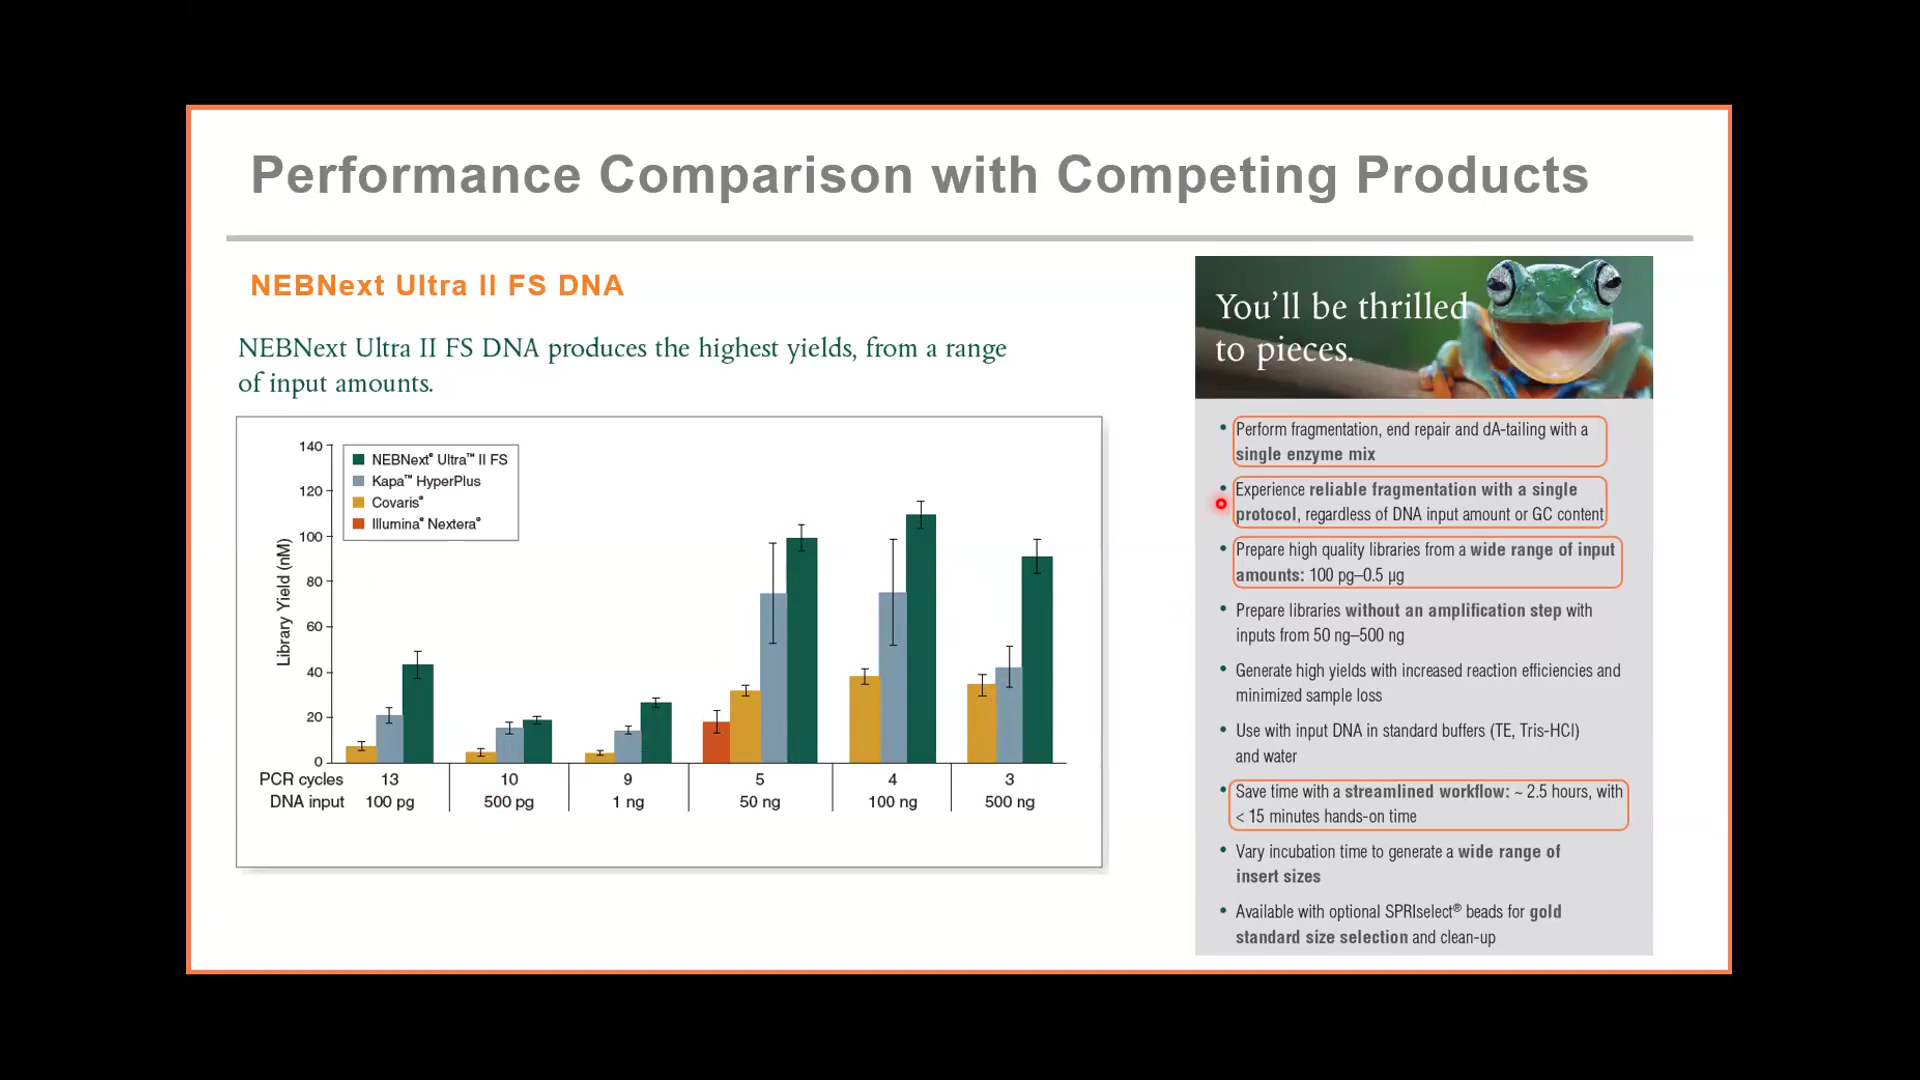 Performance Comparison with Competing Products
NEBNext Ultra II FS DNA
NEBNext Ultra II FS DNA produces the highest yields, from a range
of input amounts.
140
120
100
80
60
40
20
0
Library Yield (nM)
NEBNext® Ultra™ II FS
Kapa™ HyperPlus
Covaris®
Illumina® Nextera®
PCR cycles 13 10 9 5 4 3
DNA input 100 pg 500 pg 1 ng 50 ng 100 ng 500 ng
You’ll be thrilled
to pieces.
• Perform fragmentation, end repair and dA-tailing with a
single enzyme mix
• Experience reliable fragmentation with a single
protocol, regardless of DNA input amount or GC content
• Prepare high quality libraries from a wide range of input
amounts: 100 pg–0.5 µg
• Prepare libraries without an amplification step with
inputs from 50 ng–500 ng
• Generate high yields with increased reaction efficiencies and
minimized sample loss
• Use with input DNA in standard buffers (TE, Tris-HCl)
and water
• Save time with a streamlined workflow: ~ 2.5 hours, with
< 15 minutes hands-on time
• Vary incubation time to generate a wide range of
insert sizes
• Available with optional SPRIselect® beads for gold
standard size selection and clean-up